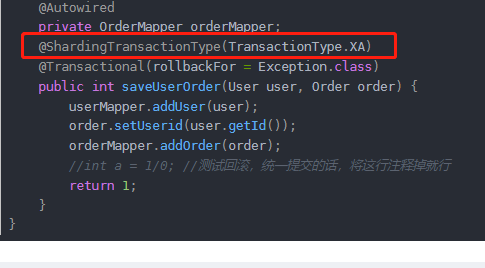 @Autowired
private OrderMapper orderMapper;
@ShardingTransactionType(TransactionType.XA)
@Transactional(rollbackFor = Exception.class)
public int saveUserOrder(User user, Order order) {
userMapper.addUser(user);
order.setUserid(user.getId());
orderMapper.addOrder(order);
//int a = 1/0; //测试回滚，统一提交的话，将这行注释掉就行
return 1;
}
}